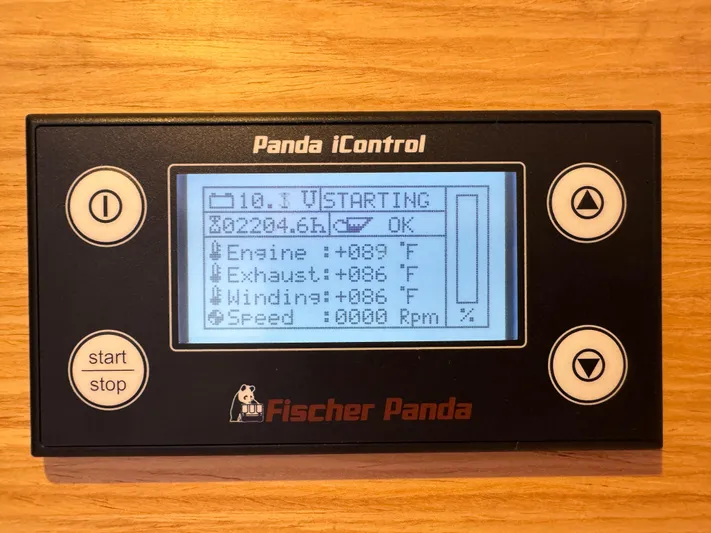 Panda iControl
10. V STARTING
02204.6h OK
Engine :+089 °F
Exhaust:+086 °F
Winding:+086 °F
Speed :0000 Rpm %
start
stop
Fischer Panda